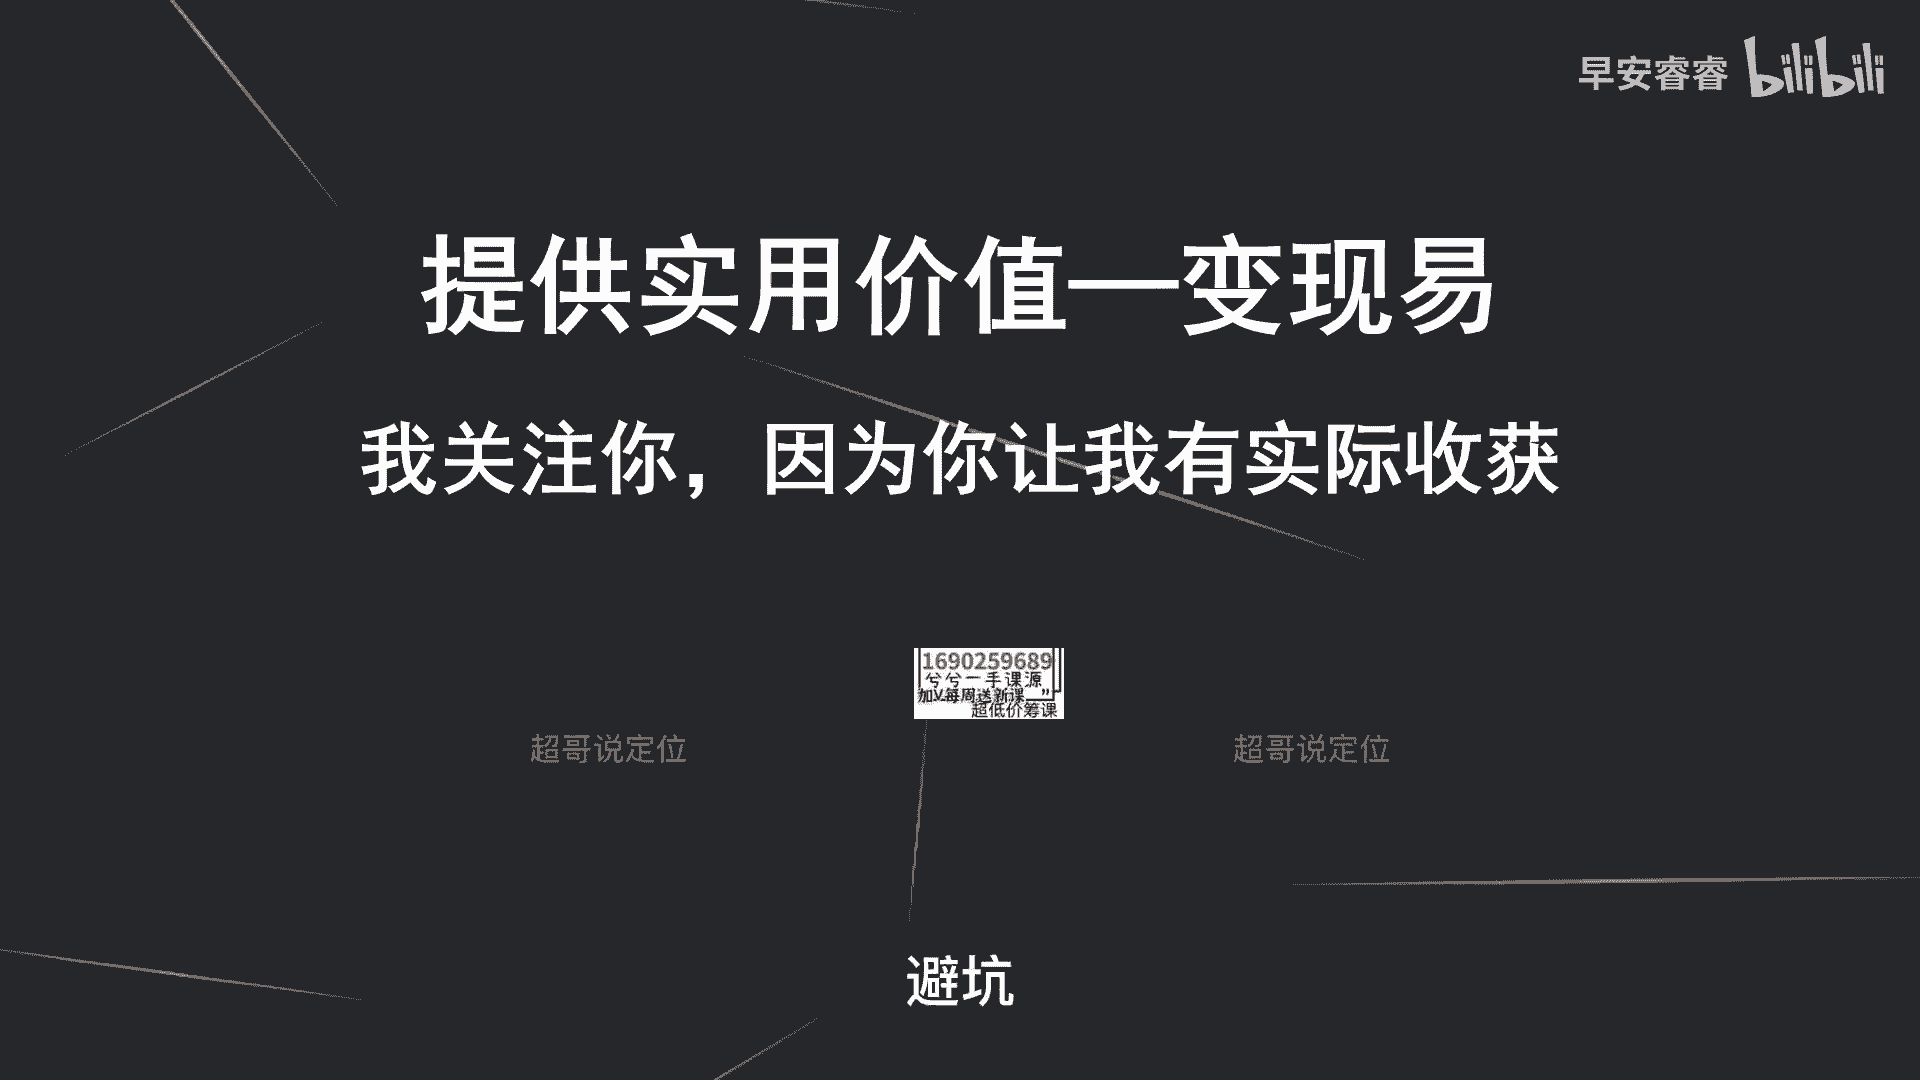 早安睿睿 bilibili
提供实用价值—变现易
我关注你，因为你让我有实际收获
1690259689
兮兮一手课源
加V每周送新课
超低价筹课
超哥说定位 超哥说定位
避坑